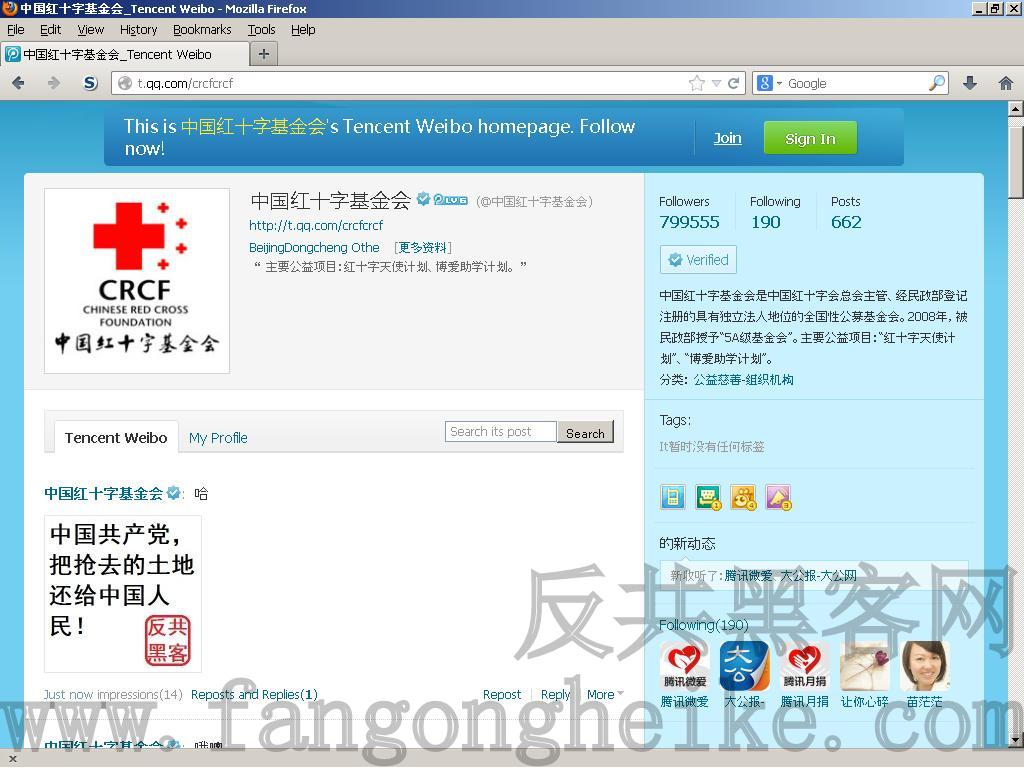 中国红十字基金会_Tencent Weibo - Mozilla Firefox
File Edit View History Bookmarks Tools Help
中国红十字基金会_Tencent Weibo
t.qq.com/crcfcrcf
Google
This is 中国红十字基金会's Tencent Weibo homepage. Follow
now!
Join
Sign In
CRCF
CHINESE RED CROSS
FOUNDATION
中国红十字基金会
中国红十字基金会 LV6 (@中国红十字基金会)
http://t.qq.com/crcfcrcf
BeijingDongcheng Othe [更多资料]
“ 主要公益项目:红十字天使计划、博爱助学计划。 ”
Followers Following Posts
799555 190 662
Verified
中国红十字基金会是中国红十字会总会主管、经民政部登记
注册的具有独立法人地位的全国性公募基金会。2008年，被
民政部授予“5A级基金会”。主要公益项目：“红十字天使计
划”、“博爱助学计划”。
分类: 公益慈善-组织机构
Tencent Weibo My Profile
Search its post Search
Tags:
It暂时没有任何标签
1 4 3
中国红十字基金会 : 哈
中国共产党，
把抢去的土地
还给中国人
民！
反共
黑客
的新动态
新收听了: 腾讯微爱、大公报-大公网
Following(190)
腾讯微爱
大公
腾讯月捐
腾讯微爱 大公报- 腾讯月捐 让你心碎 苗茫茫
Just now impressions(14) Reposts and Replies(1) Repost Reply More
中国红十字基金会 : 哦噢
反共黑客网
www.fangongheike.com